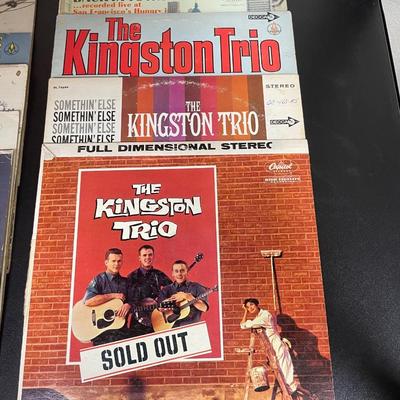 ...recorded live at
San Francisco's Hungry i
The
Kingston Trio
DECCA
STEREO
SOMETHIN' ELSE
SOMETHIN' ELSE
SOMETHIN' ELSE
SOMETHIN' ELSE
THE
KINGSTON TRIO
DECCA
FULL DIMENSIONAL STEREO
Capitol
THE
KINGSTON
TRIO
SOLD OUT